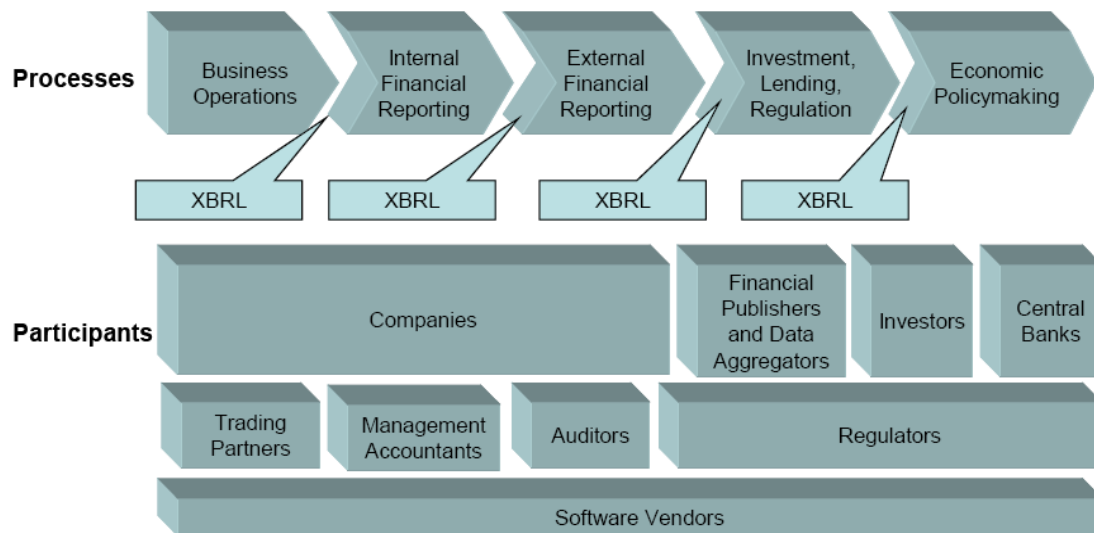 Processes
Business
Operations
Internal
Financial
Reporting
External
Financial
Reporting
Investment,
Lending,
Regulation
Economic
Policymaking
XBRL
XBRL
XBRL
XBRL
Participants
Companies
Financial
Publishers
and Data
Aggregators
Investors
Central
Banks
Trading
Partners
Management
Accountants
Auditors
Regulators
Software Vendors